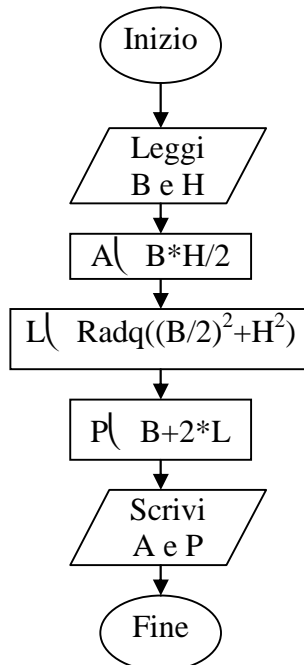 Inizio
Leggi
B e H
A⎝ B*H/2
L⎝ Radq((B/2)²+H²)
P⎝ B+2*L
Scrivi
A e P
Fine